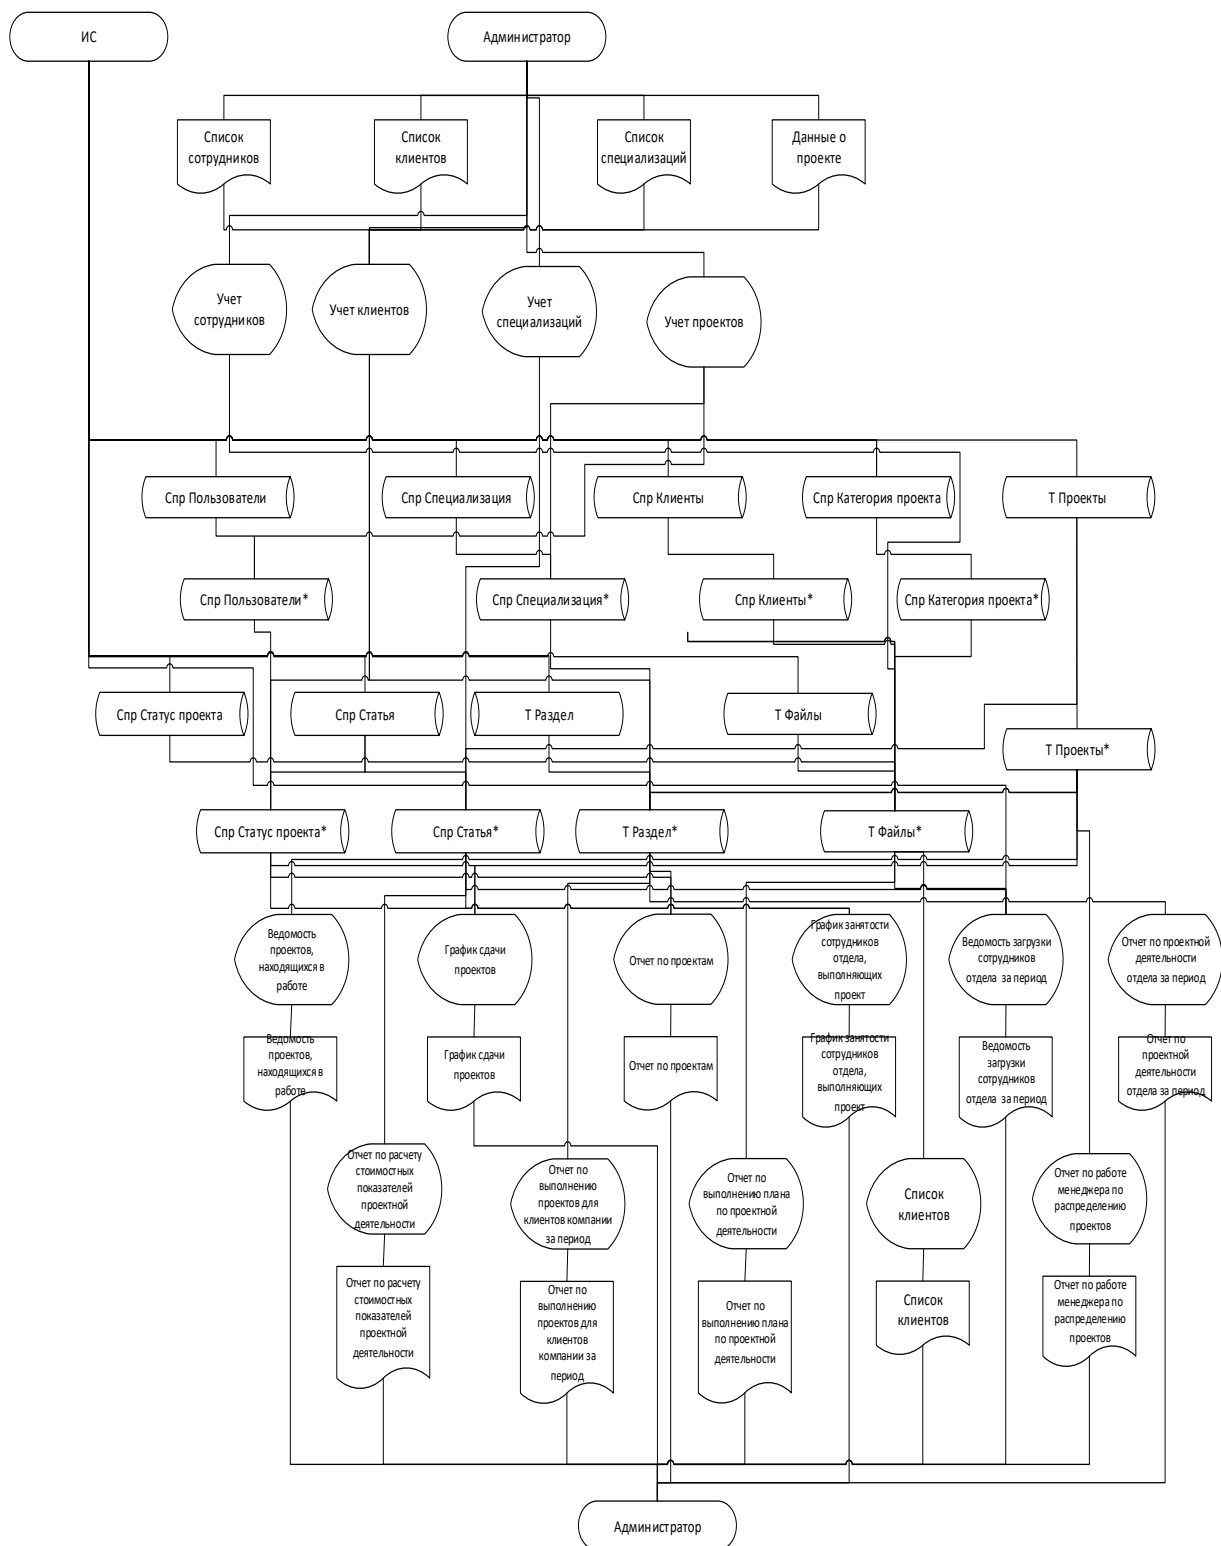 ИС
Администратор
Список
сотрудников
Список
клиентов
Список
специализаций
Данные о
проекте
Учет
сотрудников
Учет клиентов
Учет
специализаций
Учет проектов
Спр Пользователи
Спр Специализация
Спр Клиенты
Спр Категория проекта
Т Проекты
Спр Пользователи*
Спр Специализация*
Спр Клиенты*
Спр Категория проекта*
Спр Статус проекта
Спр Статья
Т Раздел
Т Файлы
Т Проекты*
Спр Статус проекта*
Спр Статья*
Т Раздел*
Т Файлы*
Ведомость
проектов,
находящихся в
работе
График сдачи
проектов
Отчет по проектам
График занятости
сотрудников
отдела,
выполняющих
проект
Ведомость загрузки
сотрудников
отдела за период
Отчет по проектной
деятельности
отдела за период
Ведомость
проектов,
находящихся в
работе
График сдачи
проектов
Отчет по проектам
График занятости
сотрудников
отдела,
выполняющих
проект
Ведомость
загрузки
сотрудников
отдела за период
Отчет по
проектной
деятельности
отдела за период
Отчет по расчету
стоимостных
показателей
проектной
деятельности
Отчет по
выполнению
проектов для
клиентов компании
за период
Отчет по
выполнению плана
по проектной
деятельности
Список
клиентов
Отчет по работе
менеджера по
распределению
проектов
Отчет по расчету
стоимостных
показателей
проектной
деятельности
Отчет по
выполнению
проектов для
клиентов
компании за
период
Отчет по
выполнению плана
по проектной
деятельности
Список
клиентов
Отчет по работе
менеджера по
распределению
проектов
Администратор